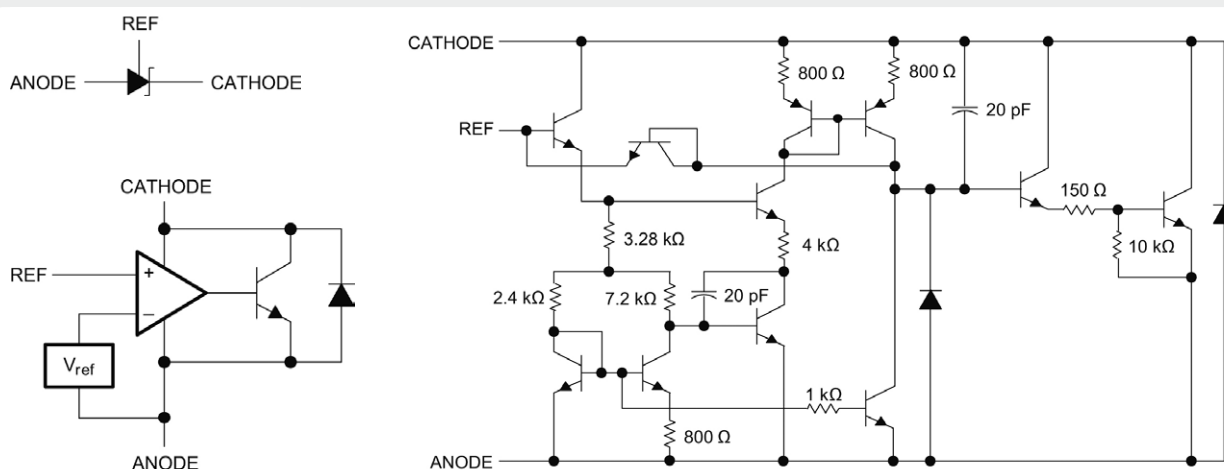 REF
ANODE
CATHODE
CATHODE
REF
+
−
Vref
ANODE
CATHODE
800 Ω
800 Ω
20 pF
REF
150 Ω
3.28 kΩ
4 kΩ
10 kΩ
2.4 kΩ
7.2 kΩ
20 pF
1 kΩ
800 Ω
ANODE